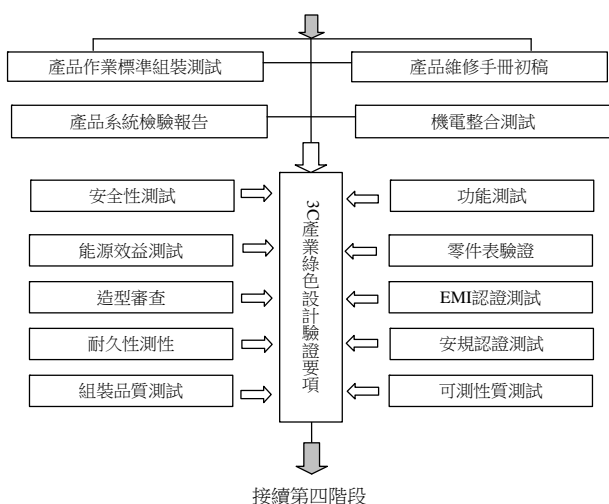 產品作業標準組裝測試
產品維修手冊初稿
產品系統檢驗報告
機電整合測試
3C產業綠色設計驗證要項
安全性測試
功能測試
能源效益測試
零件表驗證
造型審查
EMI認證測試
耐久性測性
安規認證測試
組裝品質測試
可測性質測試
接續第四階段